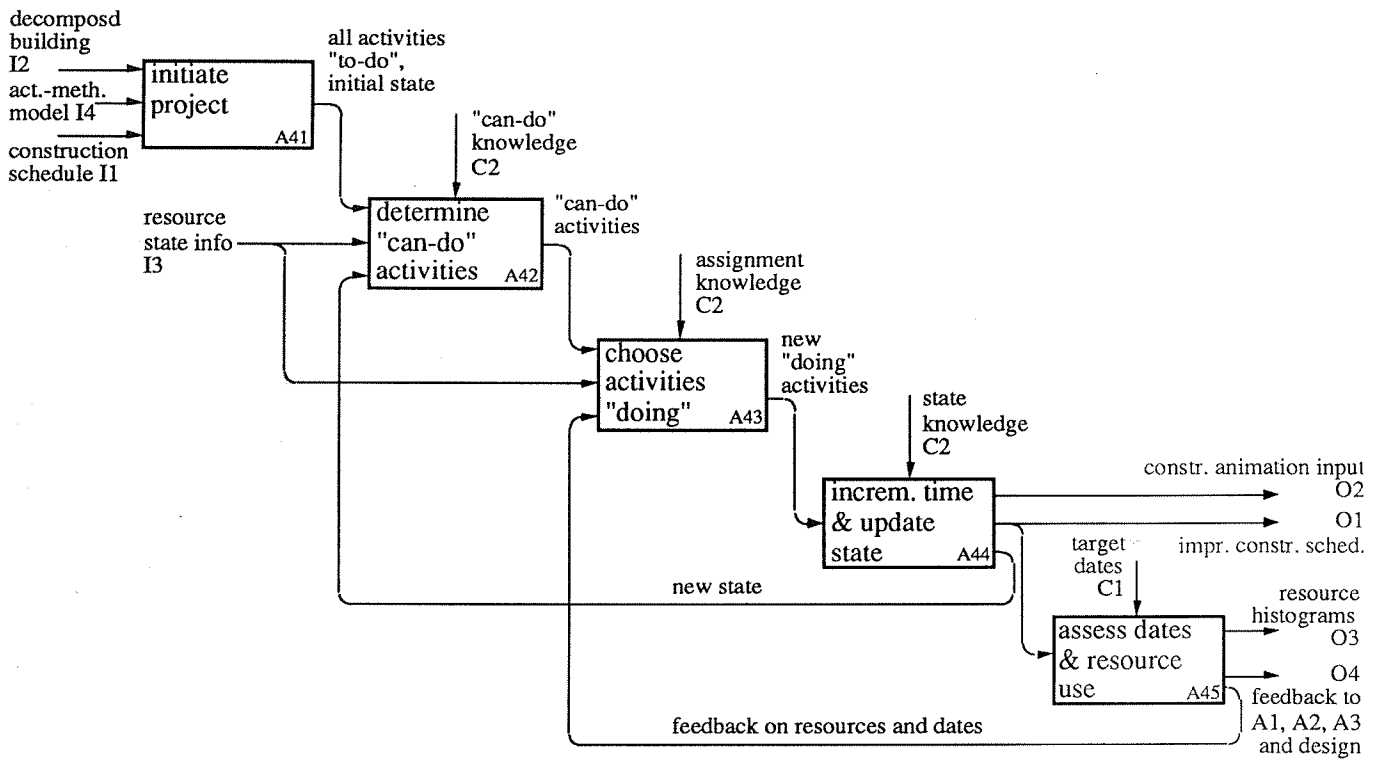 decomposd
building
I2
act.-meth.
model I4
construction
schedule I1
initiate
project
A41
all activities
"to-do",
initial state
"can-do"
knowledge
C2
resource
state info
I3
determine
"can-do"
activities
A42
"can-do"
activities
assignment
knowledge
C2
choose
activities
"doing"
A43
new
"doing"
activities
state
knowledge
C2
increm. time
& update
state
A44
constr. animation input
O2
O1
impr. constr. sched.
target
dates
C1
new state
assess dates
& resource
use
A45
resource
histograms
O3
O4
feedback to
A1, A2, A3
and design
feedback on resources and dates